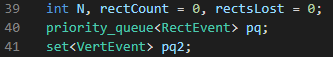 39 int N, rectCount = 0, rectsLost = 0;
40 priority_queue<RectEvent> pq;
41 set<VertEvent> pq2;